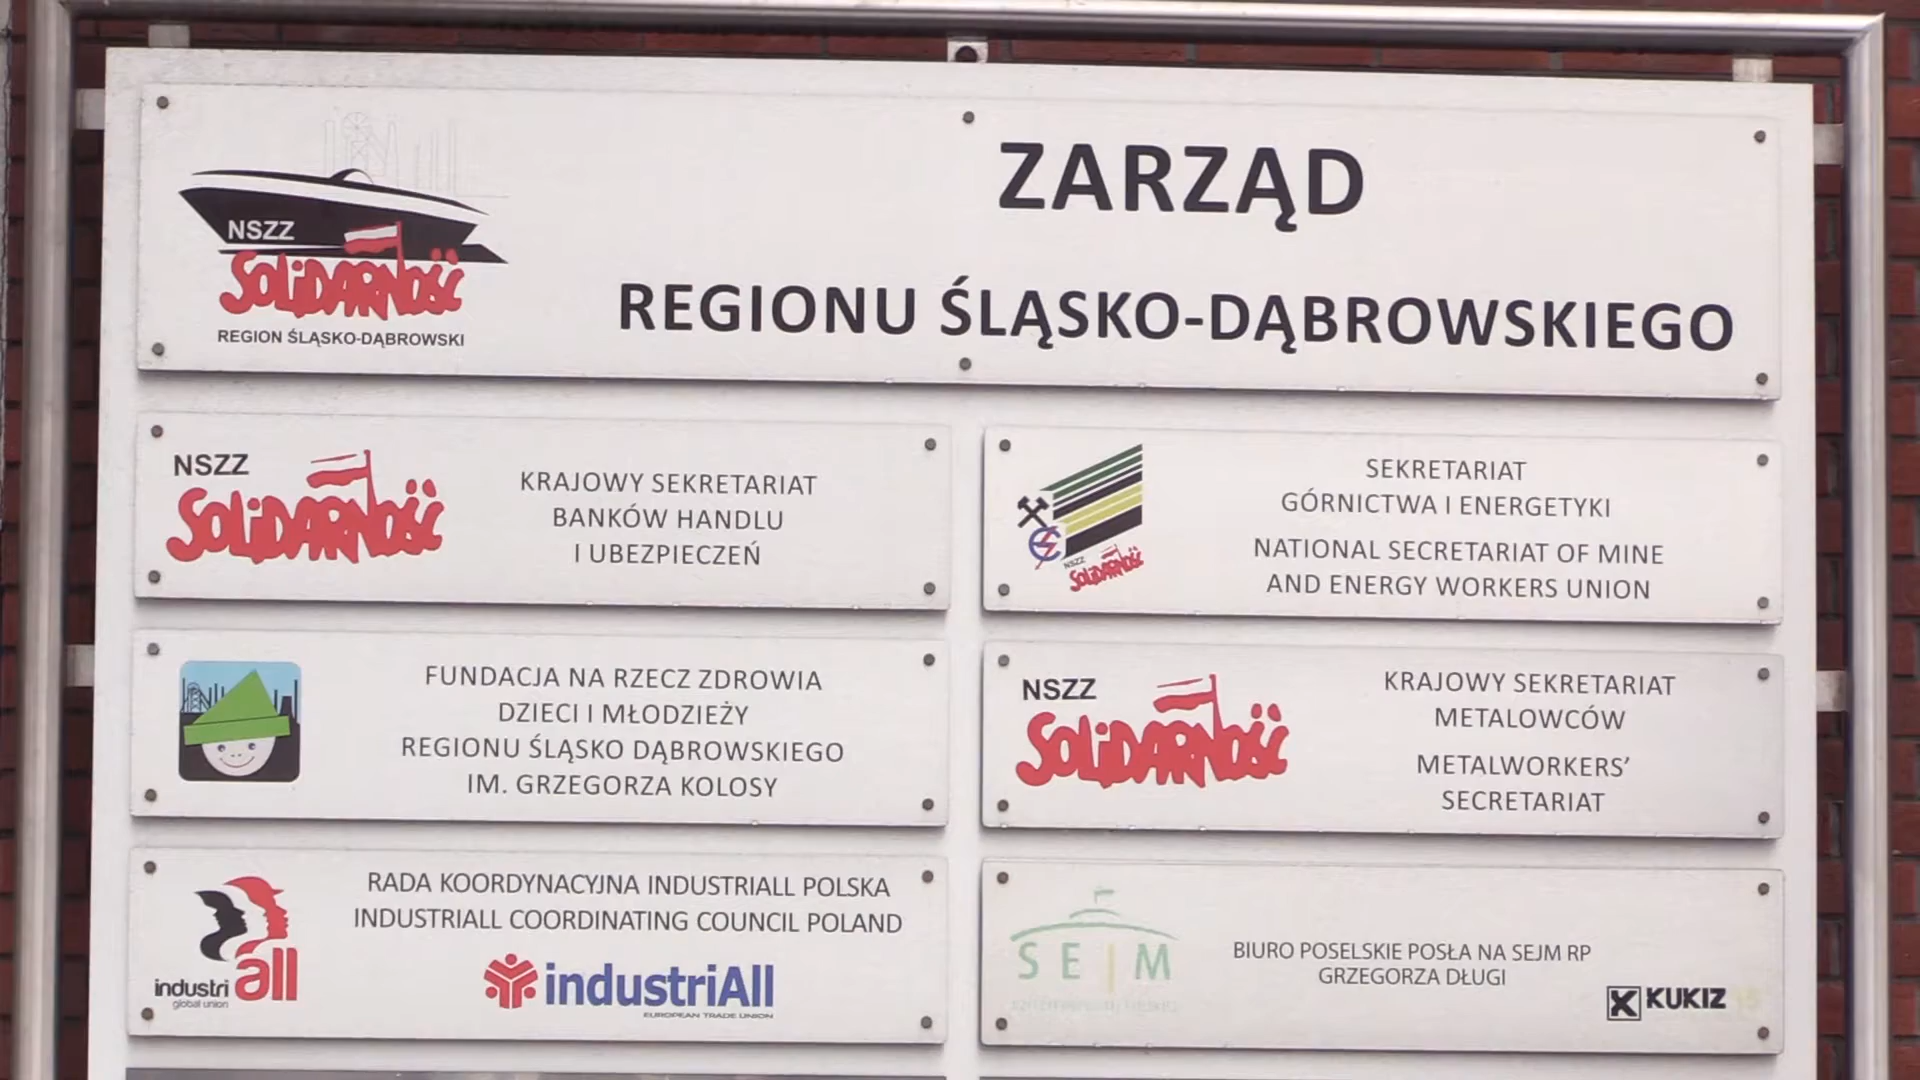 ZARZĄD
REGIONU ŚLĄSKO-DĄBROWSKIEGO
NSZZ
SOLIDARNOŚĆ
REGION ŚLĄSKO-DĄBROWSKI
NSZZ
SOLIDARNOŚĆ
KRAJOWY SEKRETARIAT
BANKÓW HANDLU
I UBEZPIECZEŃ
NSZZ
SOLIDARNOŚĆ
SEKRETARIAT
GÓRNICTWA I ENERGETYKI
NATIONAL SECRETARIAT OF MINE
AND ENERGY WORKERS UNION
FUNDACJA NA RZECZ ZDROWIA
DZIECI I MŁODZIEŻY
REGIONU ŚLĄSKO DĄBROWSKIEGO
IM. GRZEGORZA KOLOSY
NSZZ
SOLIDARNOŚĆ
KRAJOWY SEKRETARIAT
METALOWCÓW
METALWORKERS’
SECRETARIAT
industri all
global union
RADA KOORDYNACYJNA INDUSTRIALL POLSKA
INDUSTRIALL COORDINATING COUNCIL POLAND
industriAll
EUROPEAN TRADE UNION
SEJM
BIURO POSELSKIE POSŁA NA SEJM RP
GRZEGORZA DŁUGI
KUKIZ 15